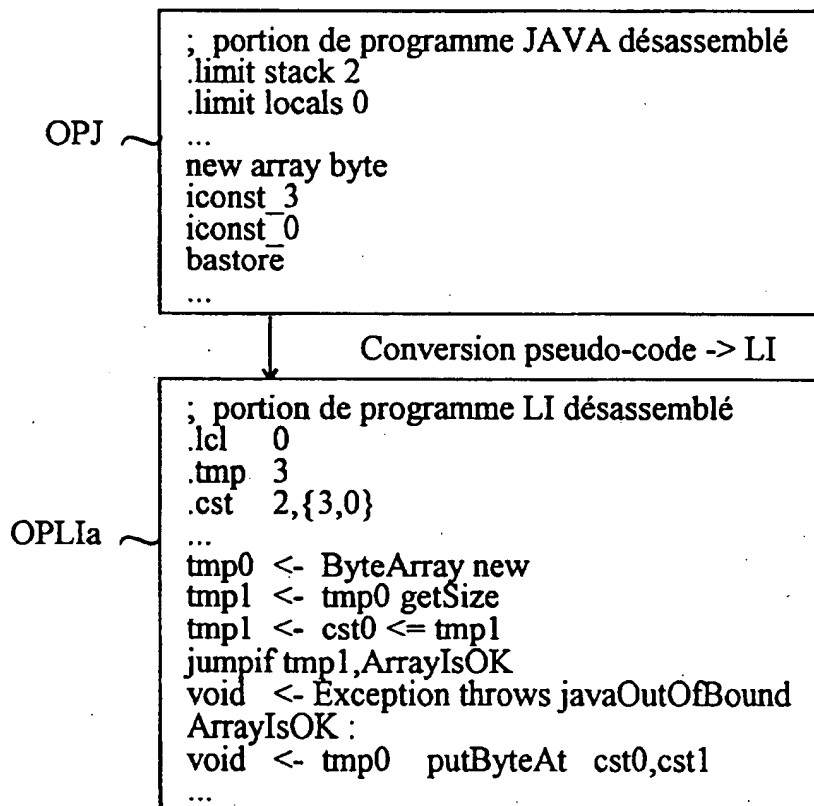 ; portion de programme JAVA désassemblé
.limit stack 2
.limit locals 0
OPJ
...
new array byte
iconst_3
iconst_0
bastore
...
Conversion pseudo-code -> LI
; portion de programme LI désassemblé
.lcl 0
.tmp 3
.cst 2,{3,0}
OPLIa
...
tmp0 <- ByteArray new
tmp1 <- tmp0 getSize
tmp1 <- cst0 <= tmp1
jumpif tmp1,ArrayIsOK
void <- Exception throws javaOutOfBound
ArrayIsOK :
void <- tmp0 putByteAt cst0,cst1
...